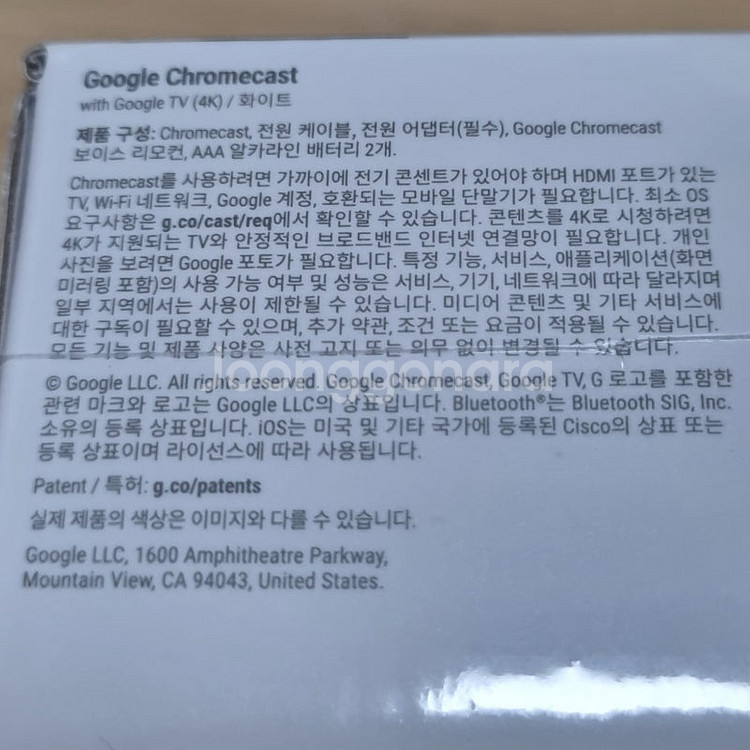 Google Chromecast
with Google TV (4K) / 화이트
제품 구성: Chromecast, 전원 케이블, 전원 어댑터(필수), Google Chromecast
보이스 리모컨, AAA 알카라인 배터리 2개.
Chromecast를 사용하려면 가까이에 전기 콘센트가 있어야 하며 HDMI 포트가 있는
TV, Wi-Fi 네트워크, Google 계정, 호환되는 모바일 단말기가 필요합니다. 최소 OS
요구사항은 g.co/cast/req에서 확인할 수 있습니다. 콘텐츠를 4K로 시청하려면
4K가 지원되는 TV와 안정적인 브로드밴드 인터넷 연결망이 필요합니다. 개인
사진을 보려면 Google 포토가 필요합니다. 특정 기능, 서비스, 애플리케이션(화면
미러링 포함)의 사용 가능 여부 및 성능은 서비스, 기기, 네트워크에 따라 달라지며
일부 지역에서는 사용이 제한될 수 있습니다. 미디어 콘텐츠 및 기타 서비스에
대한 구독이 필요할 수 있으며, 추가 약관, 조건 또는 요금이 적용될 수 있습니다.
모든 기능 및 제품 사양은 사전 고지 또는 의무 없이 변경될 수 있습니다.
loonggongra
© Google LLC. All rights reserved. Google Chromecast, Google TV, G 로고를 포함한
관련 마크와 로고는 Google LLC의 상표입니다. Bluetooth®는 Bluetooth SIG, Inc.
소유의 등록 상표입니다. iOS는 미국 및 기타 국가에 등록된 Cisco의 상표 또는
등록 상표이며 라이선스에 따라 사용됩니다.
Patent / 특허: g.co/patents
실제 제품의 색상은 이미지와 다를 수 있습니다.
Google LLC, 1600 Amphitheatre Parkway,
Mountain View, CA 94043, United States.